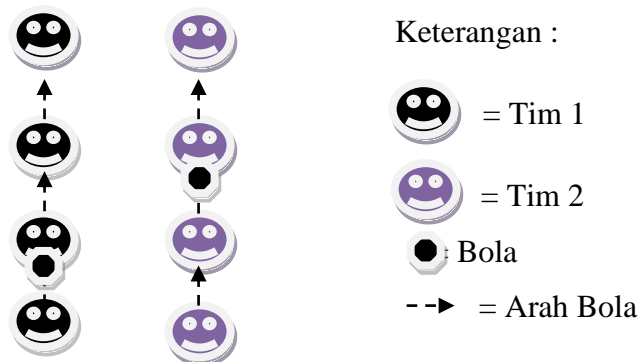 Keterangan :
= Tim 1
= Tim 2
: Bola
= Arah Bola